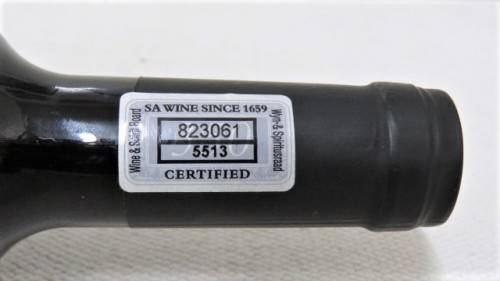 SA WINE SINCE 1659
Wine & Spirit Board
823061
5513
Wyn-& Spiritusraad
CERTIFIED